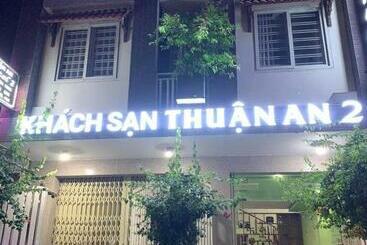 KHÁCH SẠN THUẬN AN 2